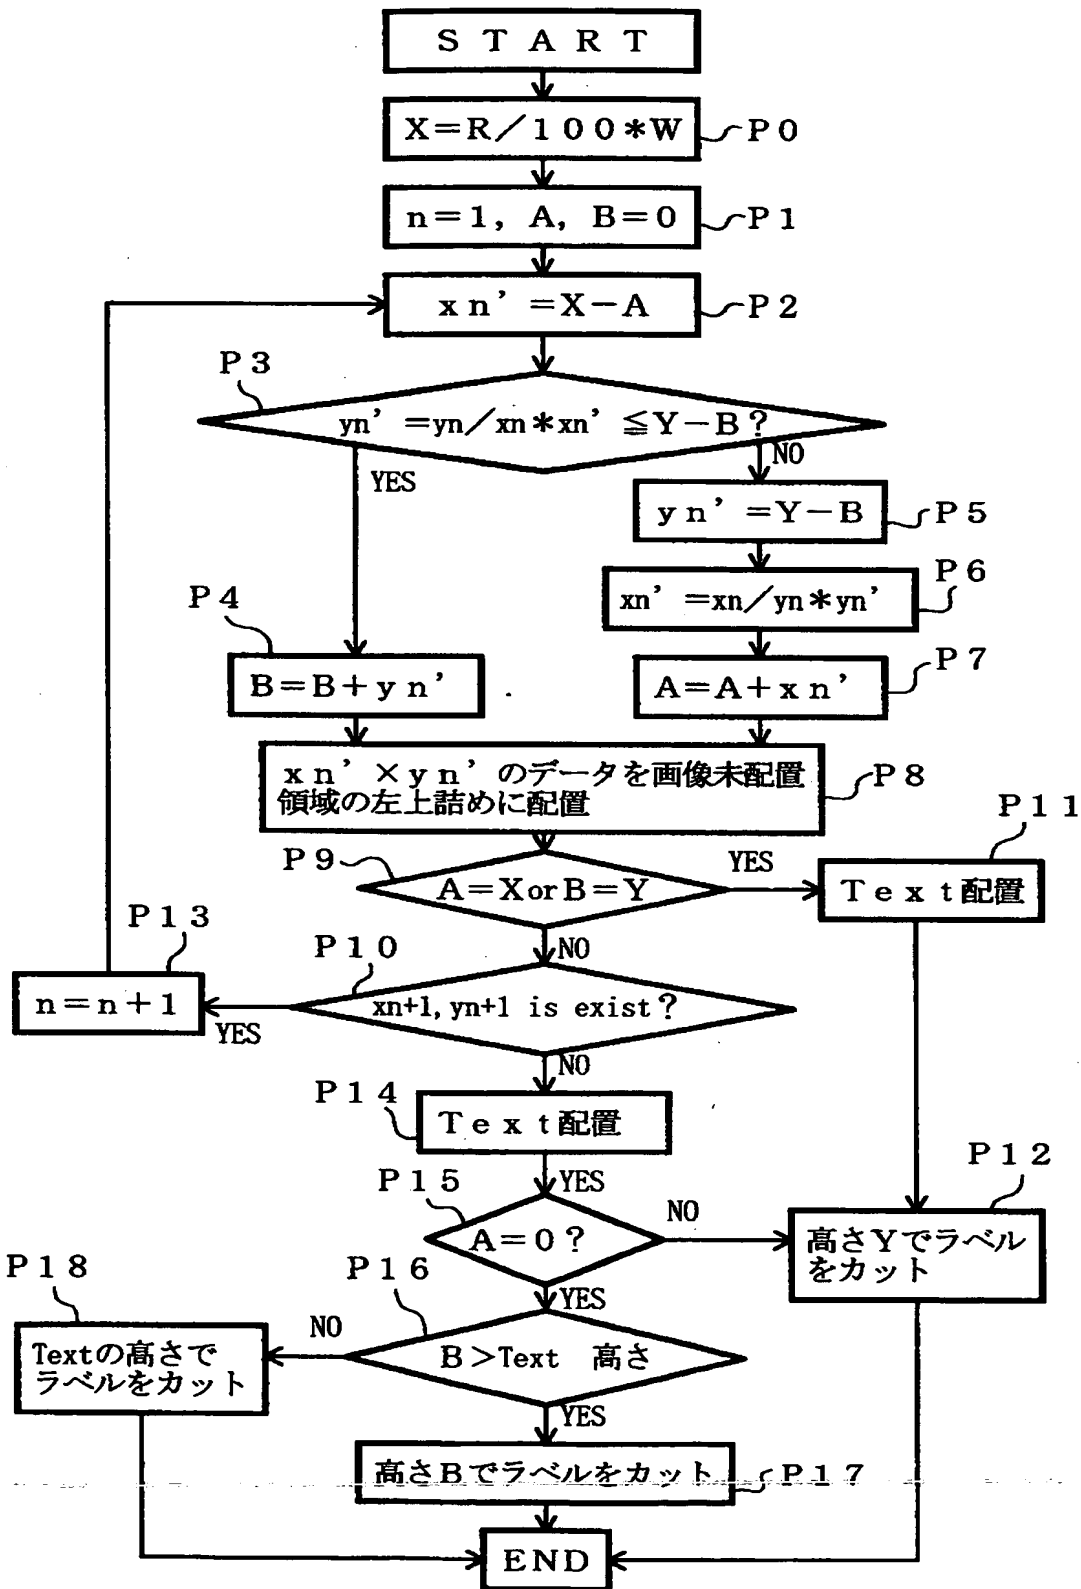 START
X=R／100*W
P0
n=1, A, B=0
P1
xn'=X−A
P2
P3
yn'=yn／xn*xn'≦Y−B?
NO
YES
yn'=Y−B
P5
P6
xn'=xn／yn*yn'
P4
P7
B=B+yn'
A=A+xn'
xn'×yn'のデータを画像未配置
領域の左上詰めに配置
P8
P11
P9
YES
A=XorB=Y
Text配置
P13
P10
NO
n=n+1
YES
xn+1,yn+1 is exist?
NO
P14
Text配置
P12
P15
YES
NO
A=0?
高さYでラベル
をカット
P18
P16
YES
NO
Textの高さで
ラベルをカット
B>Text 高さ
YES
高さBでラベルをカット
P17
END